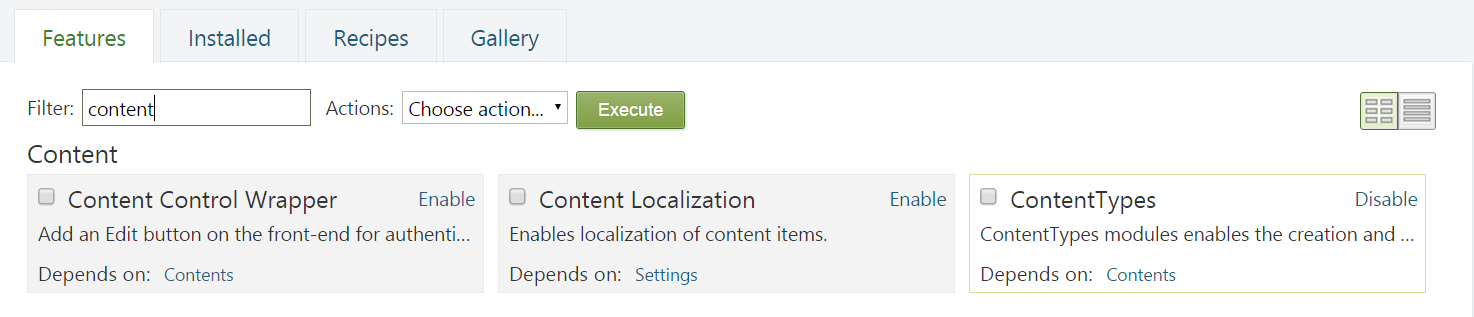 Features Installed Recipes Gallery
Filter: content Actions: Choose action... Execute
Content
Content Control Wrapper Enable Content Localization Enable ContentTypes Disable
Add an Edit button on the front-end for authenti... Enables localization of content items. ContentTypes modules enables the creation and ...
Depends on: Contents Depends on: Settings Depends on: Contents